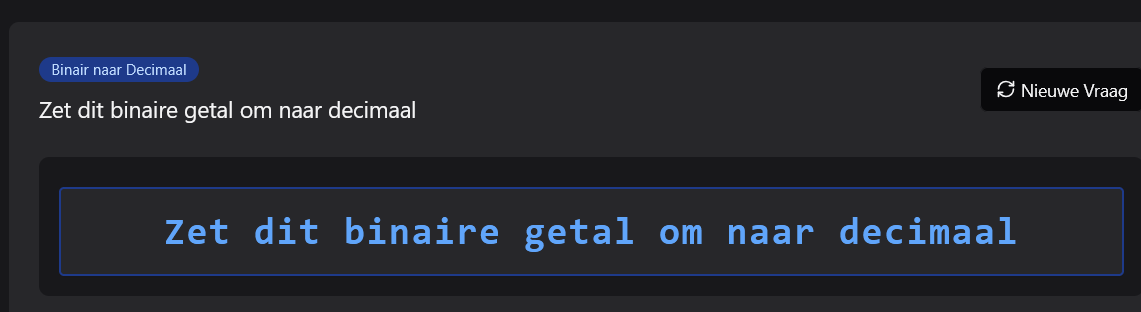 Binair naar Decimaal
Zet dit binaire getal om naar decimaal
Nieuwe Vraag
Zet dit binaire getal om naar decimaal